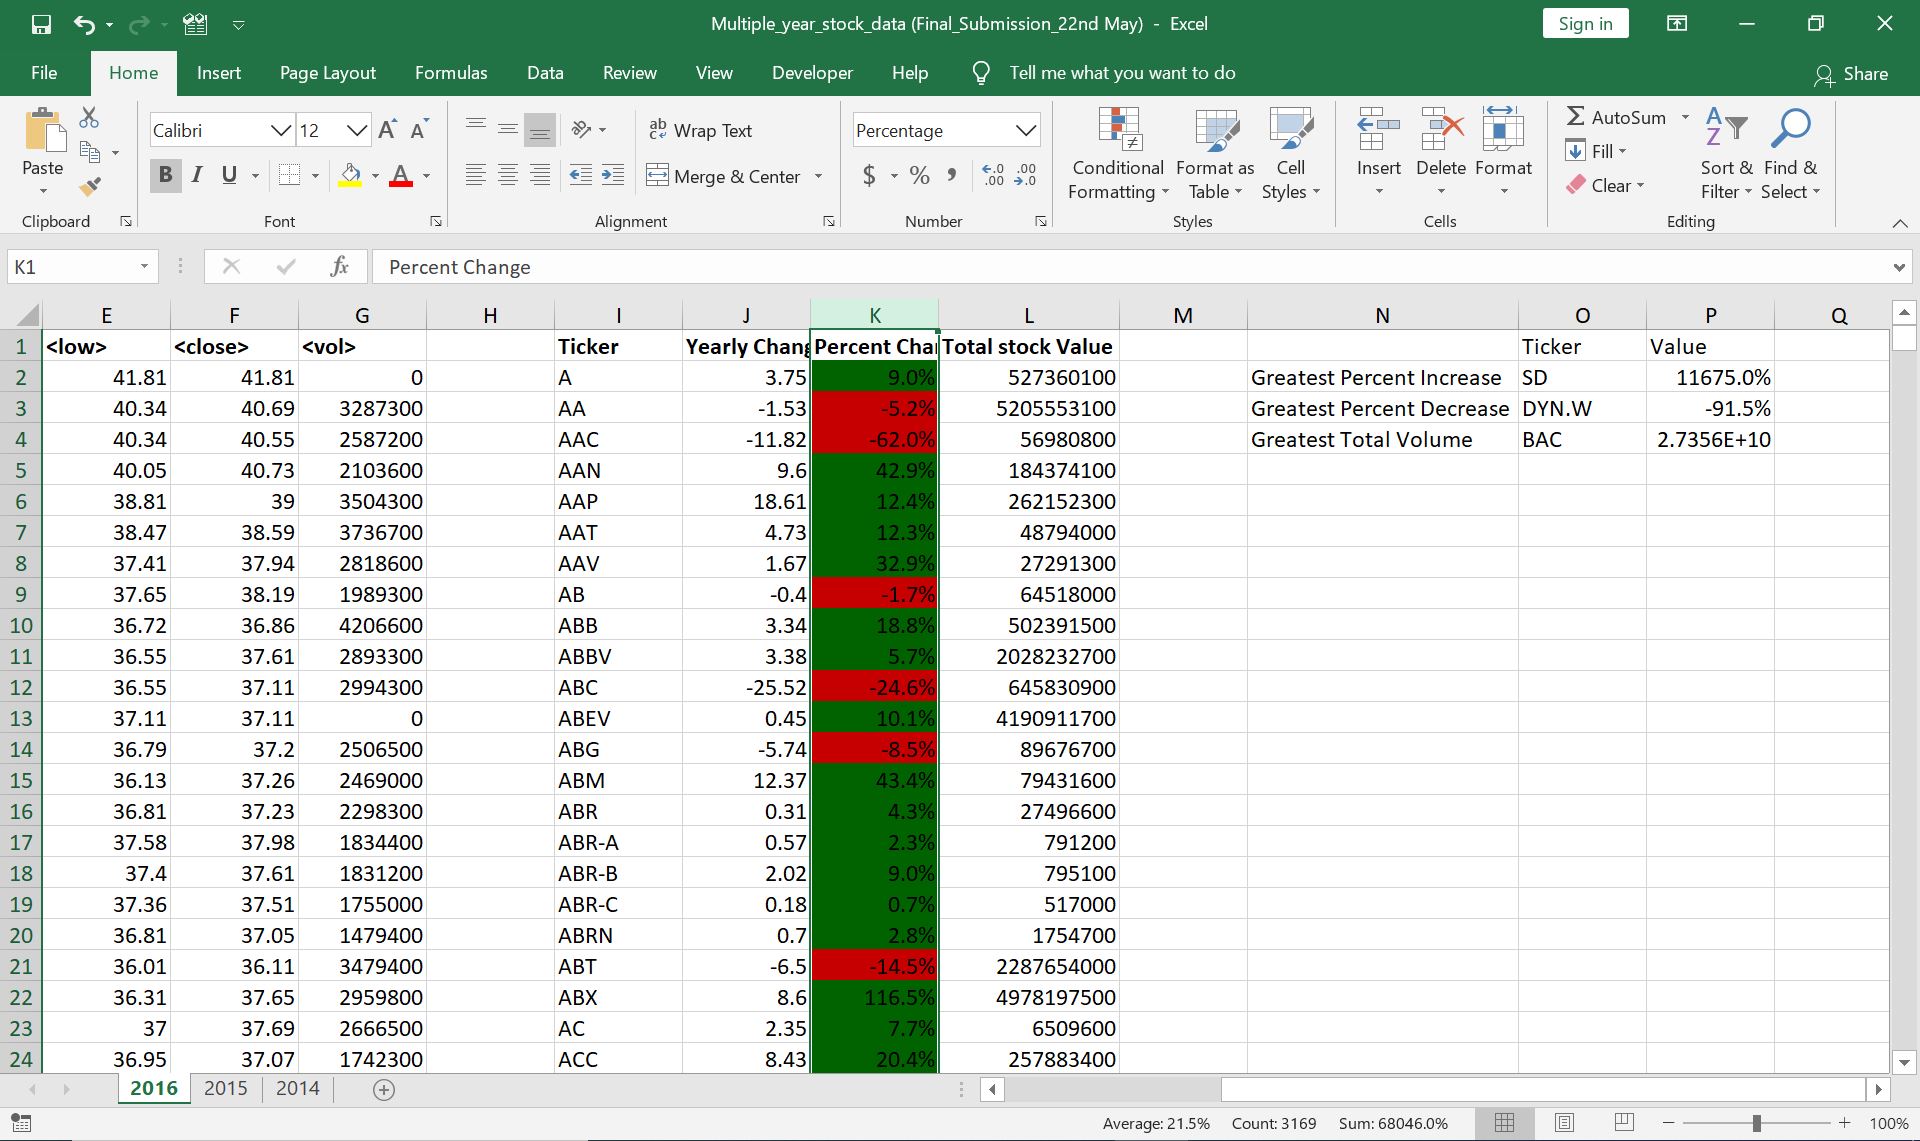 Multiple_year_stock_data (Final_Submission_22nd May) - Excel
Sign in
File Home Insert Page Layout Formulas Data Review View Developer Help Tell me what you want to do Share
Paste
Clipboard
Calibri 12
A A
B I U A
Font
ab c Wrap Text
Merge & Center
Alignment
Percentage
$ % , .0 .00 .00 .0
Number
Conditional Formatting
Format as Table
Cell Styles
Styles
Insert Delete Format
Cells
AutoSum
Fill
Clear
A Z
Sort & Filter
Find & Select
Editing
K1 fx Percent Change
E F G H I J K L M N O P Q
1 <low> <close> <vol> Ticker Yearly Chang Percent Chan Total stock Value Ticker Value
2 41.81 41.81 0 A 3.75 9.0% 527360100 Greatest Percent Increase SD 11675.0%
3 40.34 40.69 3287300 AA -1.53 -5.2% 5205553100 Greatest Percent Decrease DYN.W -91.5%
4 40.34 40.55 2587200 AAC -11.82 -62.0% 56980800 Greatest Total Volume BAC 2.7356E+10
5 40.05 40.73 2103600 AAN 9.6 42.9% 184374100
6 38.81 39 3504300 AAP 18.61 12.4% 262152300
7 38.47 38.59 3736700 AAT 4.73 12.3% 48794000
8 37.41 37.94 2818600 AAV 1.67 32.9% 27291300
9 37.65 38.19 1989300 AB -0.4 -1.7% 64518000
10 36.72 36.86 4206600 ABB 3.34 18.8% 502391500
11 36.55 37.61 2893300 ABBV 3.38 5.7% 2028232700
12 36.55 37.11 2994300 ABC -25.52 -24.6% 645830900
13 37.11 37.11 0 ABEV 0.45 10.1% 4190911700
14 36.79 37.2 2506500 ABG -5.74 -8.5% 89676700
15 36.13 37.26 2469000 ABM 12.37 43.4% 79431600
16 36.81 37.23 2298300 ABR 0.31 4.3% 27496600
17 37.58 37.98 1834400 ABR-A 0.57 2.3% 791200
18 37.4 37.61 1831200 ABR-B 2.02 9.0% 795100
19 37.36 37.51 1755000 ABR-C 0.18 0.7% 517000
20 36.81 37.05 1479400 ABRN 0.7 2.8% 1754700
21 36.01 36.11 3479400 ABT -6.5 -14.5% 2287654000
22 36.31 37.65 2959800 ABX 8.6 116.5% 4978197500
23 37 37.69 2666500 AC 2.35 7.7% 6509600
24 36.95 37.07 1742300 ACC 8.43 20.4% 257883400
2016 2015 2014
Average: 21.5% Count: 3169 Sum: 68046.0% 100%